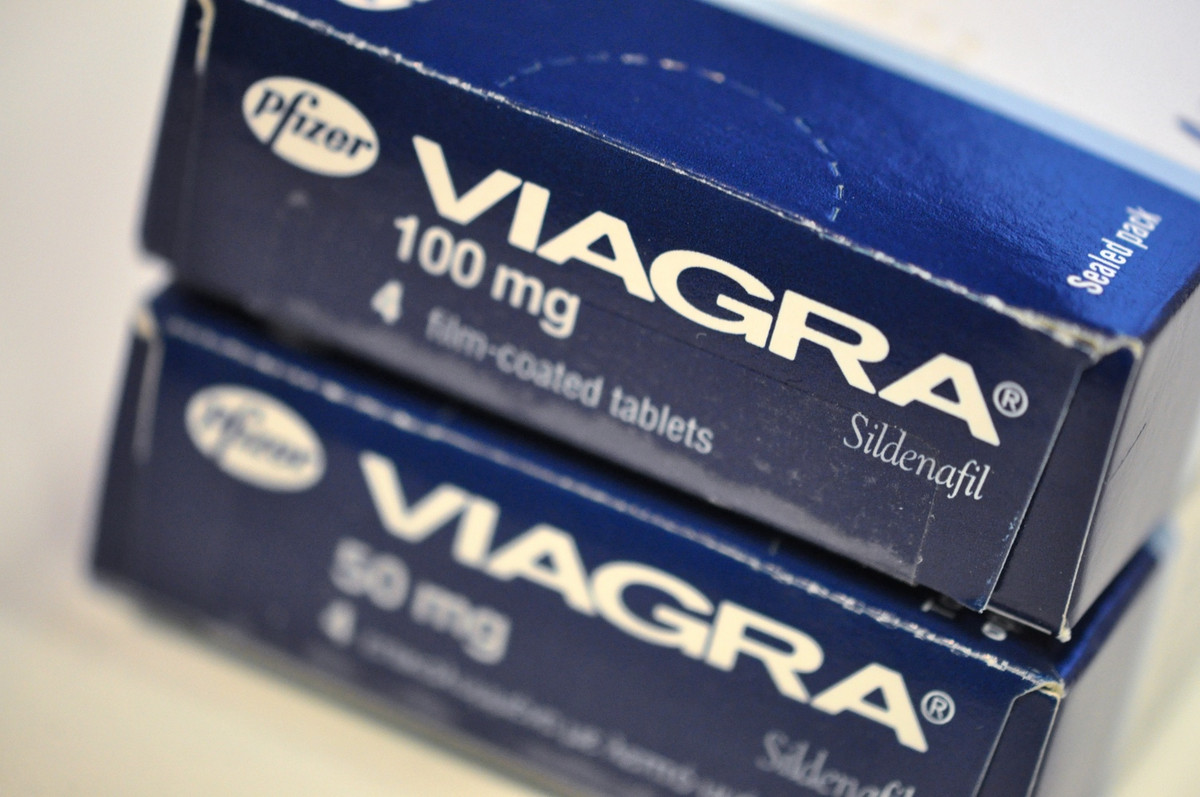 Pfizer
VIAGRA®
100 mg
4 film-coated tablets
Sildenafil
Sealed pack
Pfizer
VIAGRA®
50 mg
4
Sildenafil